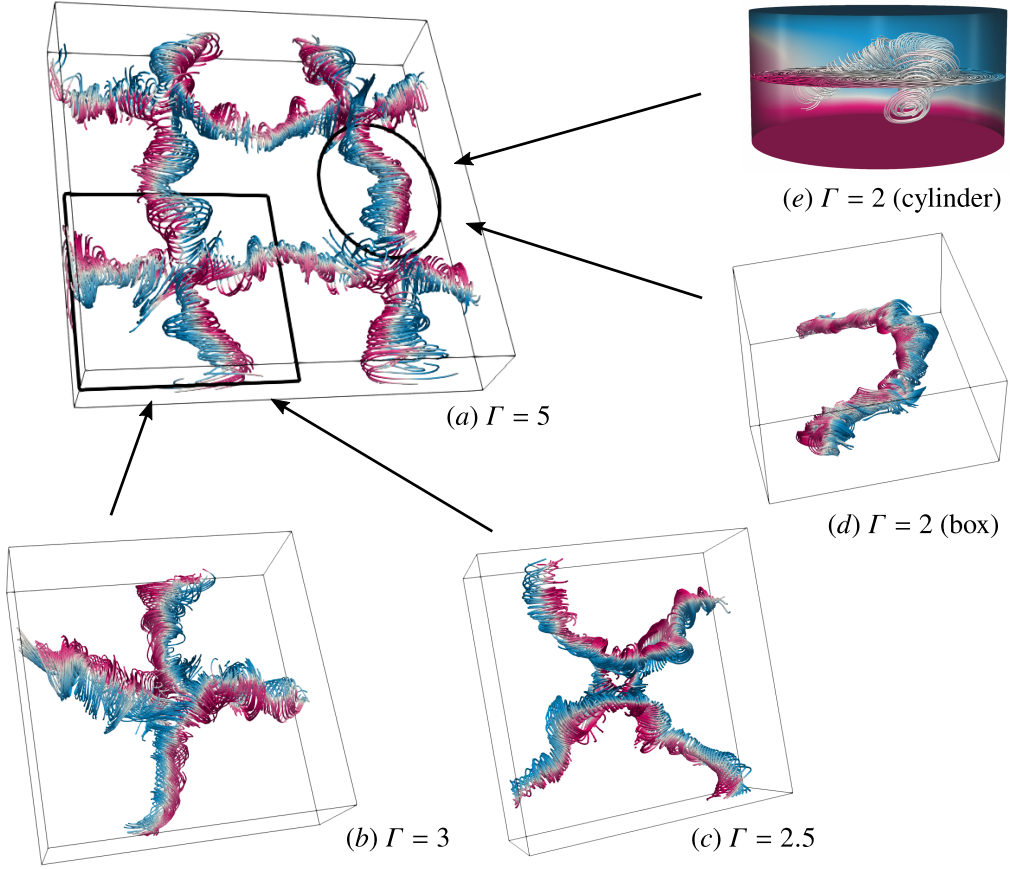 (e) Γ = 2 (cylinder)
(a) Γ = 5
(d) Γ = 2 (box)
(b) Γ = 3
(c) Γ = 2.5